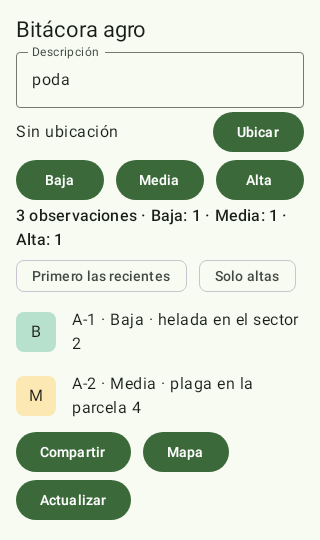 Bitácora agro
Descripción
poda
Sin ubicación
Ubicar
Baja
Media
Alta
3 observaciones · Baja: 1 · Media: 1 ·
Alta: 1
Primero las recientes
Solo altas
B
A-1 · Baja · helada en el sector
2
M
A-2 · Media · plaga en la
parcela 4
Compartir
Mapa
Actualizar